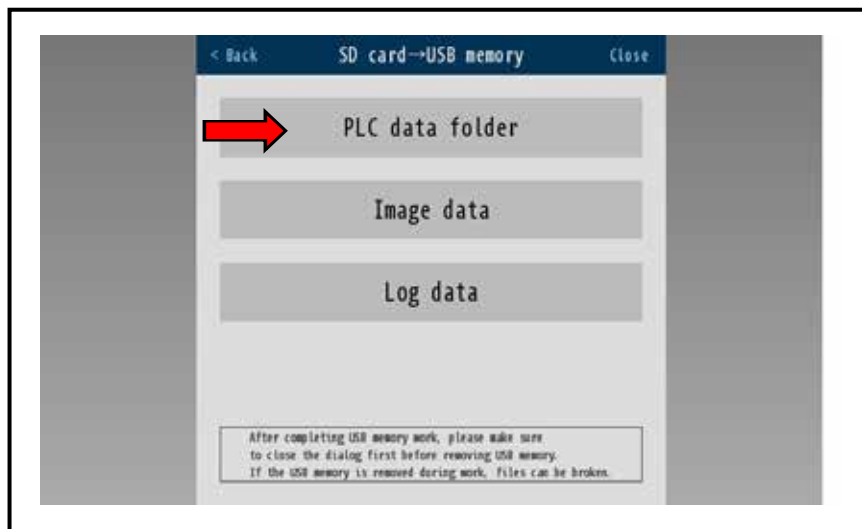 < Back SD card→USB memory Close
PLC data folder
Image data
Log data
After completing USB memory work, please make sure
to close the dialog first before removing USB memory.
If the USB memory is removed during work, files can be broken.